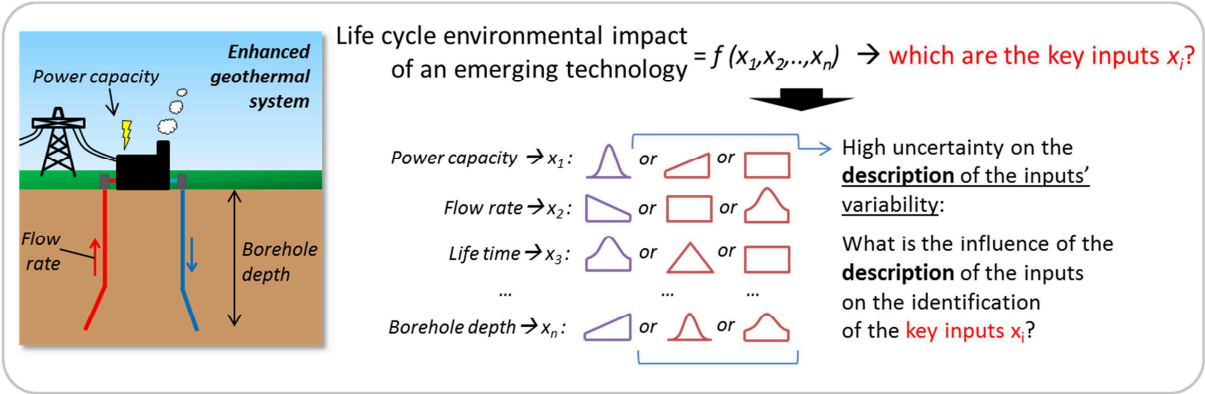 Enhanced
geothermal
system
Power capacity
Flow
rate
Borehole
depth
Life cycle environmental impact
of an emerging technology = f (x1,x2,..,xn) → which are the key inputs xi?
Power capacity → x1: or or
Flow rate → x2: or or
Life time → x3: or or
... ... ...
Borehole depth → xn: or or
High uncertainty on the
description of the inputs'
variability:
What is the influence of the
description of the inputs
on the identification
of the key inputs xi?